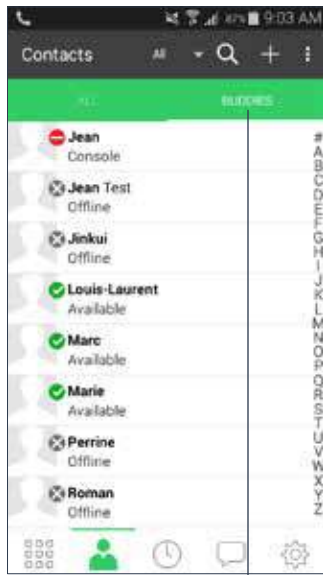 87% 9:03 AM
Contacts All
ALL BUDDIES
Jean
Console
Jean Test
Offline
Jinkui
Offline
Louis-Laurent
Available
Marc
Available
Marie
Available
Perrine
Offline
Roman
Offline
#
A
B
C
D
E
F
G
H
I
J
K
L
M
N
O
P
Q
R
S
T
U
V
W
X
Y
Z